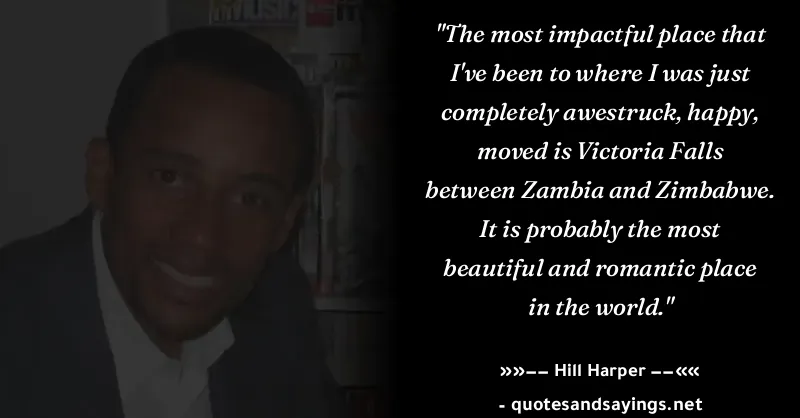 "The most impactful place that
I've been to where I was just
completely awestruck, happy,
moved is Victoria Falls
between Zambia and Zimbabwe.
It is probably the most
beautiful and romantic place
in the world."
»»−− Hill Harper −−««
- quotesandsayings.net